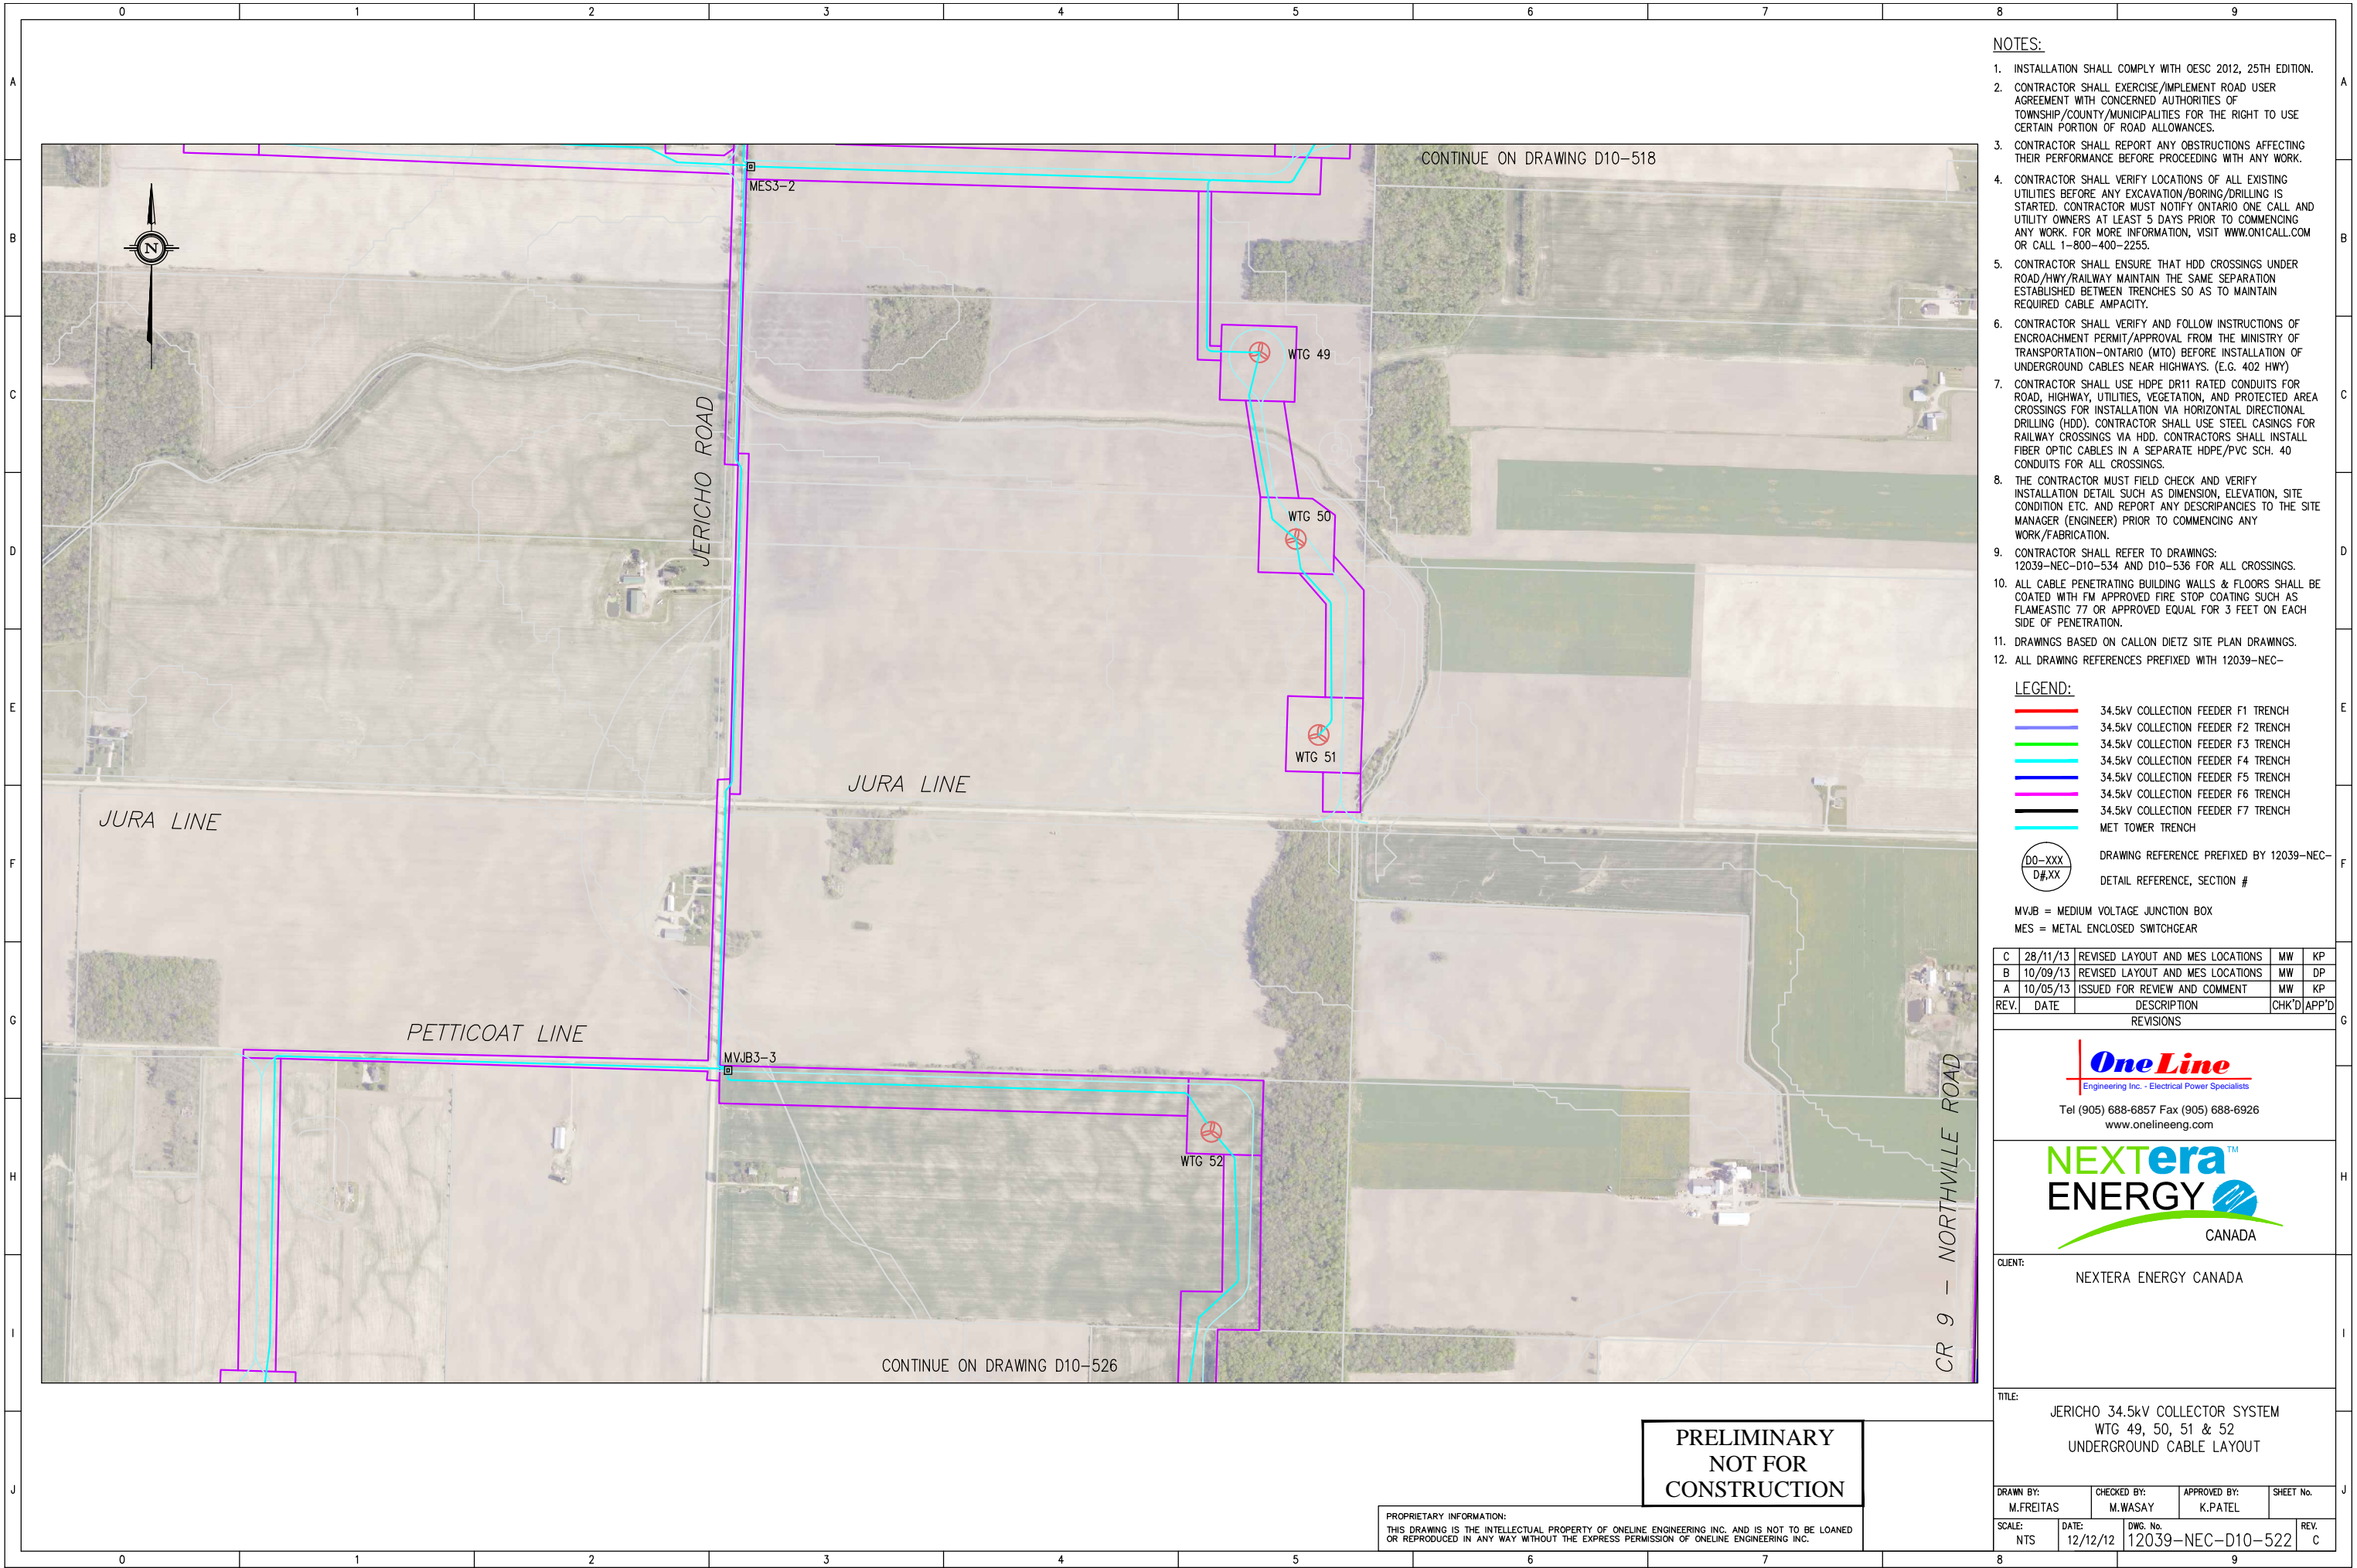 0 1 2 3 4 5 6 7 8 9
A
B
C
D
E
F
G
H
I
J
CONTINUE ON DRAWING D10-518
MES3-2
N
WTG 49
JERICHO ROAD
WTG 50
WTG 51
JURA LINE
JURA LINE
PETTICOAT LINE
MVJB3-3
WTG 52
CR 9 - NORTHVILLE ROAD
CONTINUE ON DRAWING D10-526
NOTES:
1. INSTALLATION SHALL COMPLY WITH OESC 2012, 25TH EDITION.
2. CONTRACTOR SHALL EXERCISE/IMPLEMENT ROAD USER
AGREEMENT WITH CONCERNED AUTHORITIES OF
TOWNSHIP/COUNTY/MUNICIPALITIES FOR THE RIGHT TO USE
CERTAIN PORTION OF ROAD ALLOWANCES.
3. CONTRACTOR SHALL REPORT ANY OBSTRUCTIONS AFFECTING
THEIR PERFORMANCE BEFORE PROCEEDING WITH ANY WORK.
4. CONTRACTOR SHALL VERIFY LOCATIONS OF ALL EXISTING
UTILITIES BEFORE ANY EXCAVATION/BORING/DRILLING IS
STARTED. CONTRACTOR MUST NOTIFY ONTARIO ONE CALL AND
UTILITY OWNERS AT LEAST 5 DAYS PRIOR TO COMMENCING
ANY WORK. FOR MORE INFORMATION, VISIT WWW.ON1CALL.COM
OR CALL 1-800-400-2255.
5. CONTRACTOR SHALL ENSURE THAT HDD CROSSINGS UNDER
ROAD/HWY/RAILWAY MAINTAIN THE SAME SEPARATION
ESTABLISHED BETWEEN TRENCHES SO AS TO MAINTAIN
REQUIRED CABLE AMPACITY.
6. CONTRACTOR SHALL VERIFY AND FOLLOW INSTRUCTIONS OF
ENCROACHMENT PERMIT/APPROVAL FROM THE MINISTRY OF
TRANSPORTATION-ONTARIO (MTO) BEFORE INSTALLATION OF
UNDERGROUND CABLES NEAR HIGHWAYS. (E.G. 402 HWY)
7. CONTRACTOR SHALL USE HDPE DR11 RATED CONDUITS FOR
ROAD, HIGHWAY, UTILITIES, VEGETATION, AND PROTECTED AREA
CROSSINGS FOR INSTALLATION VIA HORIZONTAL DIRECTIONAL
DRILLING (HDD). CONTRACTOR SHALL USE STEEL CASINGS FOR
RAILWAY CROSSINGS VIA HDD. CONTRACTORS SHALL INSTALL
FIBER OPTIC CABLES IN A SEPARATE HDPE/PVC SCH. 40
CONDUITS FOR ALL CROSSINGS.
8. THE CONTRACTOR MUST FIELD CHECK AND VERIFY
INSTALLATION DETAIL SUCH AS DIMENSION, ELEVATION, SITE
CONDITION ETC. AND REPORT ANY DESCRIPANCIES TO THE SITE
MANAGER (ENGINEER) PRIOR TO COMMENCING ANY
WORK/FABRICATION.
9. CONTRACTOR SHALL REFER TO DRAWINGS:
12039-NEC-D10-534 AND D10-536 FOR ALL CROSSINGS.
10. ALL CABLE PENETRATING BUILDING WALLS & FLOORS SHALL BE
COATED WITH FM APPROVED FIRE STOP COATING SUCH AS
FLAMEASTIC 77 OR APPROVED EQUAL FOR 3 FEET ON EACH
SIDE OF PENETRATION.
11. DRAWINGS BASED ON CALLON DIETZ SITE PLAN DRAWINGS.
12. ALL DRAWING REFERENCES PREFIXED WITH 12039-NEC-
LEGEND:
34.5kV COLLECTION FEEDER F1 TRENCH
34.5kV COLLECTION FEEDER F2 TRENCH
34.5kV COLLECTION FEEDER F3 TRENCH
34.5kV COLLECTION FEEDER F4 TRENCH
34.5kV COLLECTION FEEDER F5 TRENCH
34.5kV COLLECTION FEEDER F6 TRENCH
34.5kV COLLECTION FEEDER F7 TRENCH
MET TOWER TRENCH
D0-XXX
D#,XX
DRAWING REFERENCE PREFIXED BY 12039-NEC-
DETAIL REFERENCE, SECTION #
MVJB = MEDIUM VOLTAGE JUNCTION BOX
MES = METAL ENCLOSED SWITCHGEAR
C 28/11/13 REVISED LAYOUT AND MES LOCATIONS MW KP
B 10/09/13 REVISED LAYOUT AND MES LOCATIONS MW DP
A 10/05/13 ISSUED FOR REVIEW AND COMMENT MW KP
REV. DATE DESCRIPTION CHK'D APP'D
REVISIONS
One Line
Engineering Inc. - Electrical Power Specialists
Tel (905) 688-6857 Fax (905) 688-6926
www.onelineeng.com
NEXTera™
ENERGY
CANADA
CLIENT:
NEXTERA ENERGY CANADA
TITLE:
JERICHO 34.5kV COLLECTOR SYSTEM
WTG 49, 50, 51 & 52
UNDERGROUND CABLE LAYOUT
DRAWN BY: CHECKED BY: APPROVED BY: SHEET No.
M.FREITAS M.WASAY K.PATEL
SCALE: DATE: DWG. No. REV.
NTS 12/12/12 12039-NEC-D10-522 C
PRELIMINARY
NOT FOR
CONSTRUCTION
PROPRIETARY INFORMATION:
THIS DRAWING IS THE INTELLECTUAL PROPERTY OF ONELINE ENGINEERING INC. AND IS NOT TO BE LOANED
OR REPRODUCED IN ANY WAY WITHOUT THE EXPRESS PERMISSION OF ONELINE ENGINEERING INC.
A
B
C
D
E
F
G
H
I
J
0 1 2 3 4 5 6 7 8 9